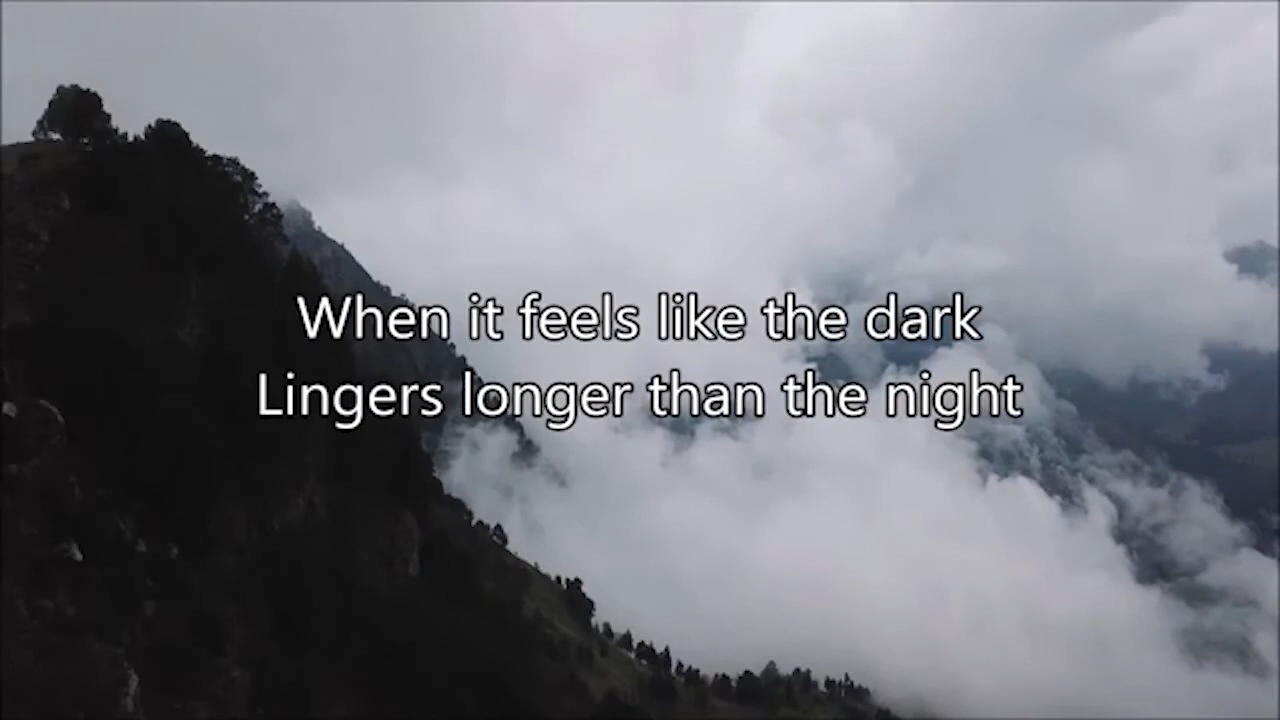 When it feels like the dark
Lingers longer than the night